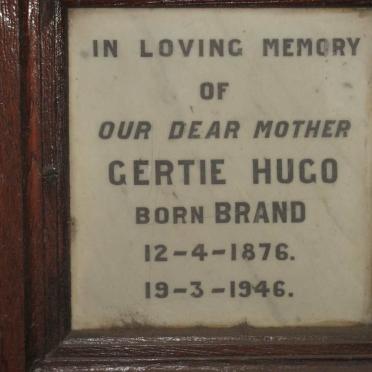 IN LOVING MEMORY
OF
OUR DEAR MOTHER
GERTIE HUGO
BORN BRAND
12-4-1876.
19-3-1946.